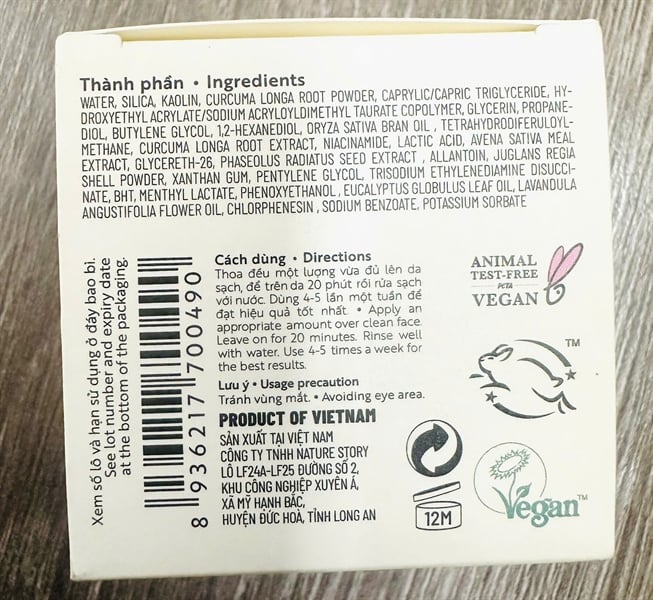 Thành phần • Ingredients
WATER, SILICA, KAOLIN, CURCUMA LONGA ROOT POWDER, CAPRYLIC/CAPRIC TRIGLYCERIDE, HY-
DROXYETHYL ACRYLATE/SODIUM ACRYLOYLDIMETHYL TAURATE COPOLYMER, GLYCERIN, PROPANE-
DIOL, BUTYLENE GLYCOL, 1,2-HEXANEDIOL, ORYZA SATIVA BRAN OIL , TETRAHYDRODIFERULOYL-
METHANE, CURCUMA LONGA ROOT EXTRACT, NIACINAMIDE, LACTIC ACID, AVENA SATIVA MEAL
EXTRACT, GLYCERETH-26, PHASEOLUS RADIATUS SEED EXTRACT , ALLANTOIN, JUGLANS REGIA
SHELL POWDER, XANTHAN GUM, PENTYLENE GLYCOL, TRISODIUM ETHYLENEDIAMINE DISUCCI-
NATE, BHT, MENTHYL LACTATE, PHENOXYETHANOL , EUCALYPTUS GLOBULUS LEAF OIL, LAVANDULA
ANGUSTIFOLIA FLOWER OIL, CHLORPHENESIN , SODIUM BENZOATE, POTASSIUM SORBATE
Xem số lô và hạn sử dụng ở đáy bao bì.
See lot number and expiry date
at the bottom of the packaging.
8 936217 700490
Cách dùng • Directions
Thoa đều một lượng vừa đủ lên da
sạch, để trên da 20 phút rồi rửa sạch
với nước. Dùng 4-5 lần một tuần để
đạt hiệu quả tốt nhất. • Apply an
appropriate amount over clean face.
Leave on for 20 minutes. Rinse well
with water. Use 4-5 times a week for
the best results.
Lưu ý • Usage precaution
Tránh vùng mắt. • Avoiding eye area.
PRODUCT OF VIETNAM
SẢN XUẤT TẠI VIỆT NAM
CÔNG TY TNHH NATURE STORY
LÔ LF24A-LF25 ĐƯỜNG SỐ 2,
KHU CÔNG NGHIỆP XUYÊN Á,
XÃ MỸ HẠNH BẮC,
HUYỆN ĐỨC HOÀ, TỈNH LONG AN
12M
ANIMAL
TEST-FREE
PETA
VEGAN
TM
Vegan TM